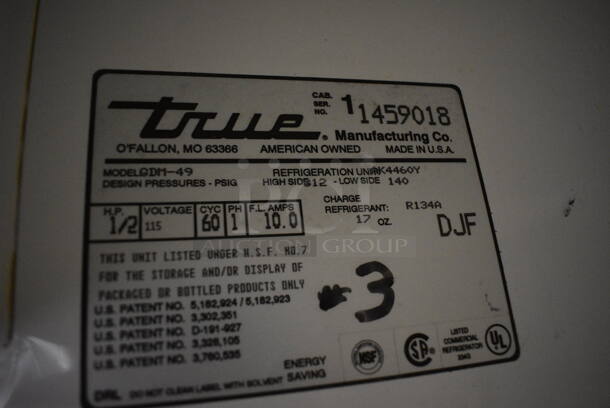 true® Manufacturing Co.
CAB. SER. NO. 1 1459018
O'FALLON, MO 63366 AMERICAN OWNED MADE IN U.S.A.
MODEL GDM-49 REFRIGERATION UNIT AK4460Y
DESIGN PRESSURES - PSIG HIGH SIDE 312 - LOW SIDE 140
H.P. 1/2 VOLTAGE 115 CYC 60 PH 1 F.L. AMPS 10.0
CHARGE REFRIGERANT: 17 OZ. R134A
DJF
THIS UNIT LISTED UNDER N.S.F. NO.7
FOR THE STORAGE AND/OR DISPLAY OF
PACKAGED OR BOTTLED PRODUCTS ONLY
3
U.S. PATENT NO. 5,182,924 / 5,182,923
U.S. PATENT NO. 3,302,351
U.S. PATENT NO. D-191-927
U.S. PATENT NO. 3,328,105
U.S. PATENT NO. 3,760,535
ENERGY SAVING
NSF
SA
LISTED COMMERCIAL REFRIGERATOR
UL
DRL DO NOT CLEAN LABEL WITH SOLVENT
AUCTION GROUP